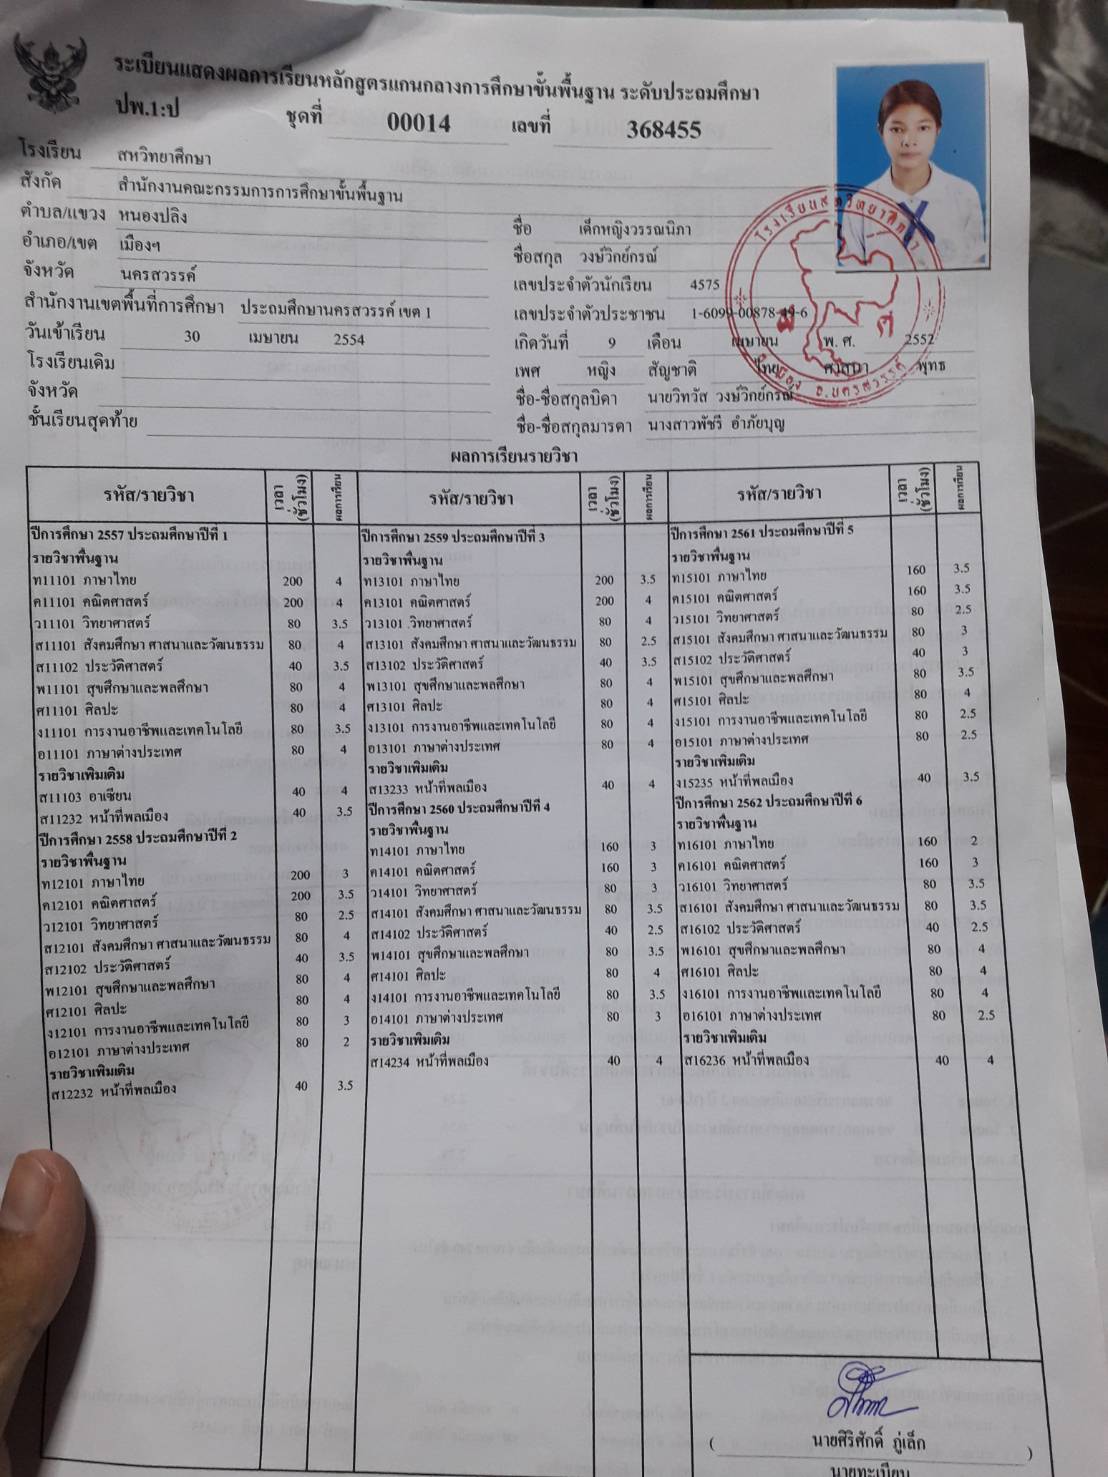 ระเบียนแสดงผลการเรียนหลักสูตรแกนกลางการศึกษาขั้นพื้นฐาน ระดับประถมศึกษา
ปพ.1:ป ชุดที่ 00014 เลขที่ 368455
โรงเรียน สหวิทยาศึกษา
สังกัด สำนักงานคณะกรรมการการศึกษาขั้นพื้นฐาน
ตำบล/แขวง หนองปลิง
อำเภอ/เขต เมืองฯ
จังหวัด นครสวรรค์
สำนักงานเขตพื้นที่การศึกษา ประถมศึกษานครสวรรค์ เขต 1
วันเข้าเรียน 30 เมษายน 2554
โรงเรียนเดิม
จังหวัด
ชั้นเรียนสุดท้าย
ชื่อ เด็กหญิงวรรณนิภา
ชื่อสกุล วงษ์วิกย์กรณ์
เลขประจำตัวนักเรียน 4575
เลขประจำตัวประชาชน 1-6099-00878-49-6
เกิดวันที่ 9 เดือน เมษายน พ.ศ. 2552
เพศ หญิง สัญชาติ ไทย ศาสนา พุทธ
ชื่อ-ชื่อสกุลบิดา นายวิทวัส วงษ์วิกย์กรณ์
ชื่อ-ชื่อสกุลมารดา นางสาวพัชรี อำภัยบุญ
โรงเรียนสหวิทยาศึกษา
ผลการเรียนรายวิชา
รหัส/รายวิชา เวลา (ชั่วโมง) ผลการเรียน
ปีการศึกษา 2557 ประถมศึกษาปีที่ 1
รายวิชาพื้นฐาน
ท11101 ภาษาไทย 200 4
ค11101 คณิตศาสตร์ 200 4
ว11101 วิทยาศาสตร์ 80 3.5
ส11101 สังคมศึกษา ศาสนาและวัฒนธรรม 80 4
ส11102 ประวัติศาสตร์ 40 3.5
พ11101 สุขศึกษาและพลศึกษา 80 4
ศ11101 ศิลปะ 80 4
ง11101 การงานอาชีพและเทคโนโลยี 80 3.5
อ11101 ภาษาต่างประเทศ 80 4
รายวิชาเพิ่มเติม
ส11103 อาเซียน 40 4
ส11232 หน้าที่พลเมือง 40 3.5
ปีการศึกษา 2558 ประถมศึกษาปีที่ 2
รายวิชาพื้นฐาน
ท12101 ภาษาไทย 200 3
ค12101 คณิตศาสตร์ 200 3.5
ว12101 วิทยาศาสตร์ 80 2.5
ส12101 สังคมศึกษา ศาสนาและวัฒนธรรม 80 4
ส12102 ประวัติศาสตร์ 40 3.5
พ12101 สุขศึกษาและพลศึกษา 80 4
ศ12101 ศิลปะ 80 4
ง12101 การงานอาชีพและเทคโนโลยี 80 3
อ12101 ภาษาต่างประเทศ 80 2
รายวิชาเพิ่มเติม
ส12232 หน้าที่พลเมือง 40 3.5
รหัส/รายวิชา เวลา (ชั่วโมง) ผลการเรียน
ปีการศึกษา 2559 ประถมศึกษาปีที่ 3
รายวิชาพื้นฐาน
ท13101 ภาษาไทย 200 3.5
ค13101 คณิตศาสตร์ 200 4
ว13101 วิทยาศาสตร์ 80 4
ส13101 สังคมศึกษา ศาสนาและวัฒนธรรม 80 2.5
ส13102 ประวัติศาสตร์ 40 3.5
พ13101 สุขศึกษาและพลศึกษา 80 4
ศ13101 ศิลปะ 80 4
ง13101 การงานอาชีพและเทคโนโลยี 80 4
อ13101 ภาษาต่างประเทศ 80 4
รายวิชาเพิ่มเติม
ส13233 หน้าที่พลเมือง 40 4
ปีการศึกษา 2560 ประถมศึกษาปีที่ 4
รายวิชาพื้นฐาน
ท14101 ภาษาไทย 160 3
ค14101 คณิตศาสตร์ 160 3
ว14101 วิทยาศาสตร์ 80 3
ส14101 สังคมศึกษา ศาสนาและวัฒนธรรม 80 3.5
ส14102 ประวัติศาสตร์ 40 2.5
พ14101 สุขศึกษาและพลศึกษา 80 3.5
ศ14101 ศิลปะ 80 4
ง14101 การงานอาชีพและเทคโนโลยี 80 3.5
อ14101 ภาษาต่างประเทศ 80 3
รายวิชาเพิ่มเติม
ส14234 หน้าที่พลเมือง 40 4
รหัส/รายวิชา เวลา (ชั่วโมง) ผลการเรียน
ปีการศึกษา 2561 ประถมศึกษาปีที่ 5
รายวิชาพื้นฐาน
ท15101 ภาษาไทย 160 3.5
ค15101 คณิตศาสตร์ 160 3.5
ว15101 วิทยาศาสตร์ 80 2.5
ส15101 สังคมศึกษา ศาสนาและวัฒนธรรม 80 3
ส15102 ประวัติศาสตร์ 40 3
พ15101 สุขศึกษาและพลศึกษา 80 3.5
ศ15101 ศิลปะ 80 4
ง15101 การงานอาชีพและเทคโนโลยี 80 2.5
อ15101 ภาษาต่างประเทศ 80 2.5
รายวิชาเพิ่มเติม
ง15235 หน้าที่พลเมือง 40 3.5
ปีการศึกษา 2562 ประถมศึกษาปีที่ 6
รายวิชาพื้นฐาน
ท16101 ภาษาไทย 160 2
ค16101 คณิตศาสตร์ 160 3
ว16101 วิทยาศาสตร์ 80 3.5
ส16101 สังคมศึกษา ศาสนาและวัฒนธรรม 80 3.5
ส16102 ประวัติศาสตร์ 40 2.5
พ16101 สุขศึกษาและพลศึกษา 80 4
ศ16101 ศิลปะ 80 4
ง16101 การงานอาชีพและเทคโนโลยี 80 4
อ16101 ภาษาต่างประเทศ 80 2.5
รายวิชาเพิ่มเติม
ส16236 หน้าที่พลเมือง 40 4
( นายศิริศักดิ์ ภู่เล็ก )
นายทะเบียน